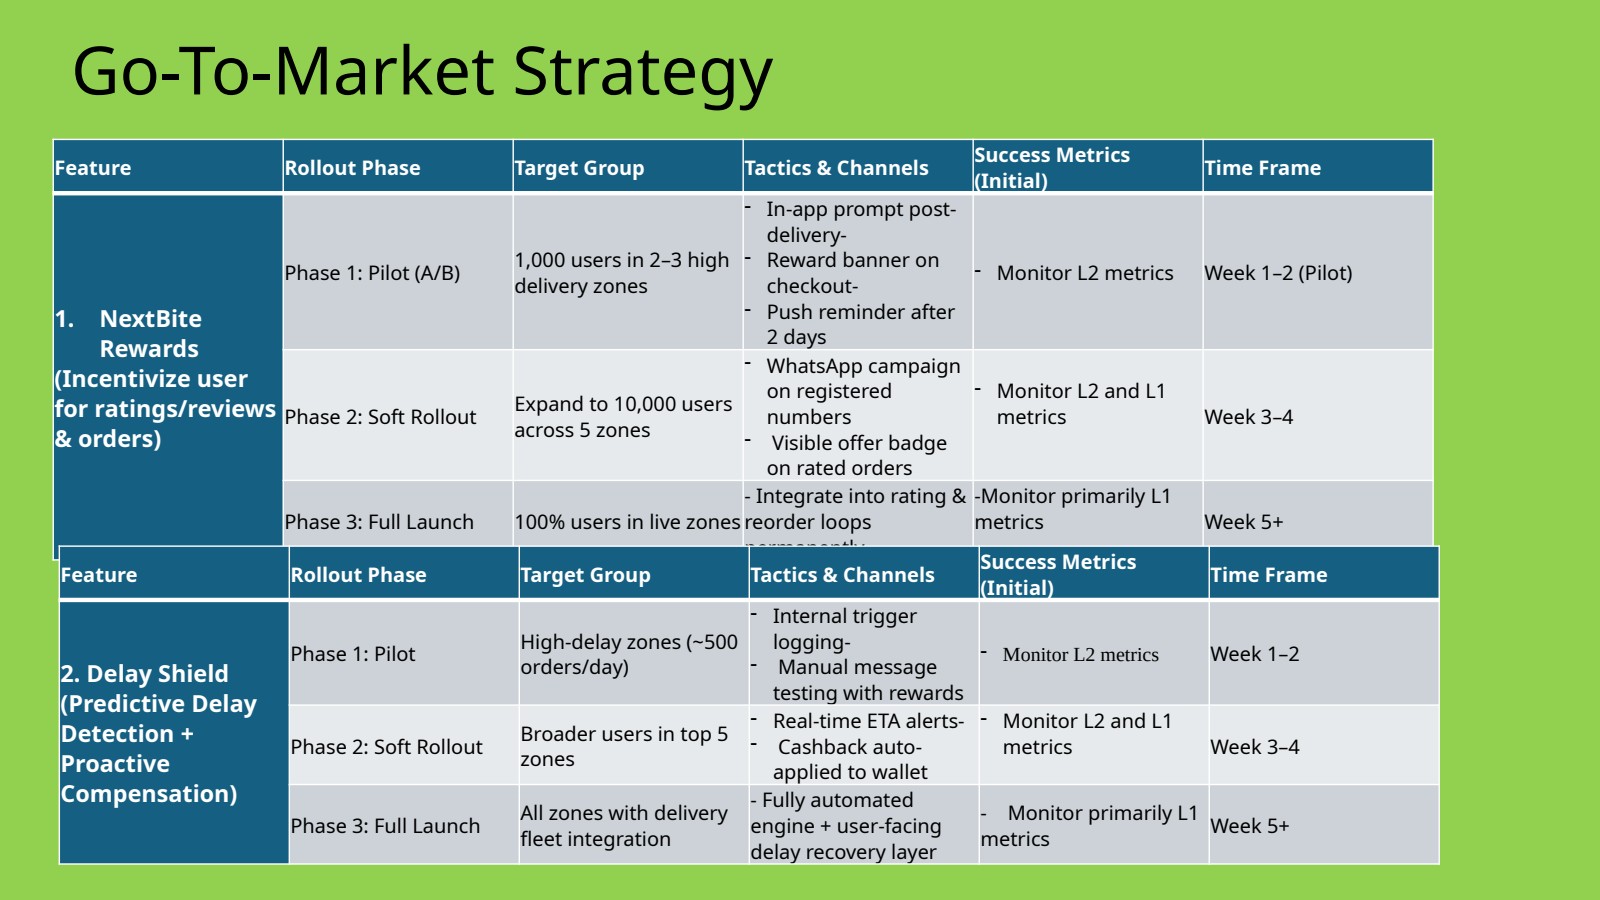 Go-To-Market Strategy
Feature
Rollout Phase
Target Group
Tactics & Channels
Success Metrics
(Initial)
Time Frame
1. NextBite
Rewards
(Incentivize user
for ratings/reviews
& orders)
Phase 1: Pilot (A/B)
1,000 users in 2–3 high
delivery zones
- In-app prompt post-
delivery-
- Reward banner on
checkout-
- Push reminder after
2 days
- Monitor L2 metrics
Week 1–2 (Pilot)
Phase 2: Soft Rollout
Expand to 10,000 users
across 5 zones
- WhatsApp campaign
on registered
numbers
- Visible offer badge
on rated orders
- Monitor L2 and L1
metrics
Week 3–4
Phase 3: Full Launch
100% users in live zones
- Integrate into rating &
reorder loops
permanently
-Monitor primarily L1
metrics
Week 5+
Feature
Rollout Phase
Target Group
Tactics & Channels
Success Metrics
(Initial)
Time Frame
2. Delay Shield
(Predictive Delay
Detection +
Proactive
Compensation)
Phase 1: Pilot
High-delay zones (~500
orders/day)
- Internal trigger
logging-
- Manual message
testing with rewards
- Monitor L2 metrics
Week 1–2
Phase 2: Soft Rollout
Broader users in top 5
zones
- Real-time ETA alerts-
- Cashback auto-
applied to wallet
- Monitor L2 and L1
metrics
Week 3–4
Phase 3: Full Launch
All zones with delivery
fleet integration
- Fully automated
engine + user-facing
delay recovery layer
- Monitor primarily L1
metrics
Week 5+